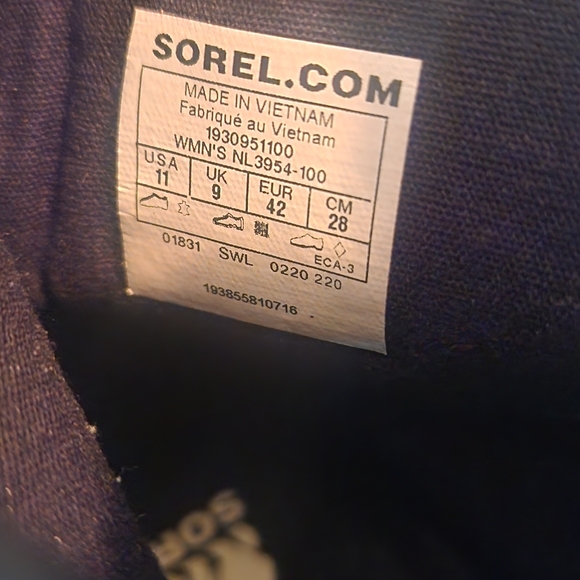 SOREL.COM
MADE IN VIETNAM
Fabriqué au Vietnam
1930951100
WMN'S NL3954-100
USA UK EUR CM
11 9 42 28
ECA-3
01831 SWL 0220 220
193855810716
SOR